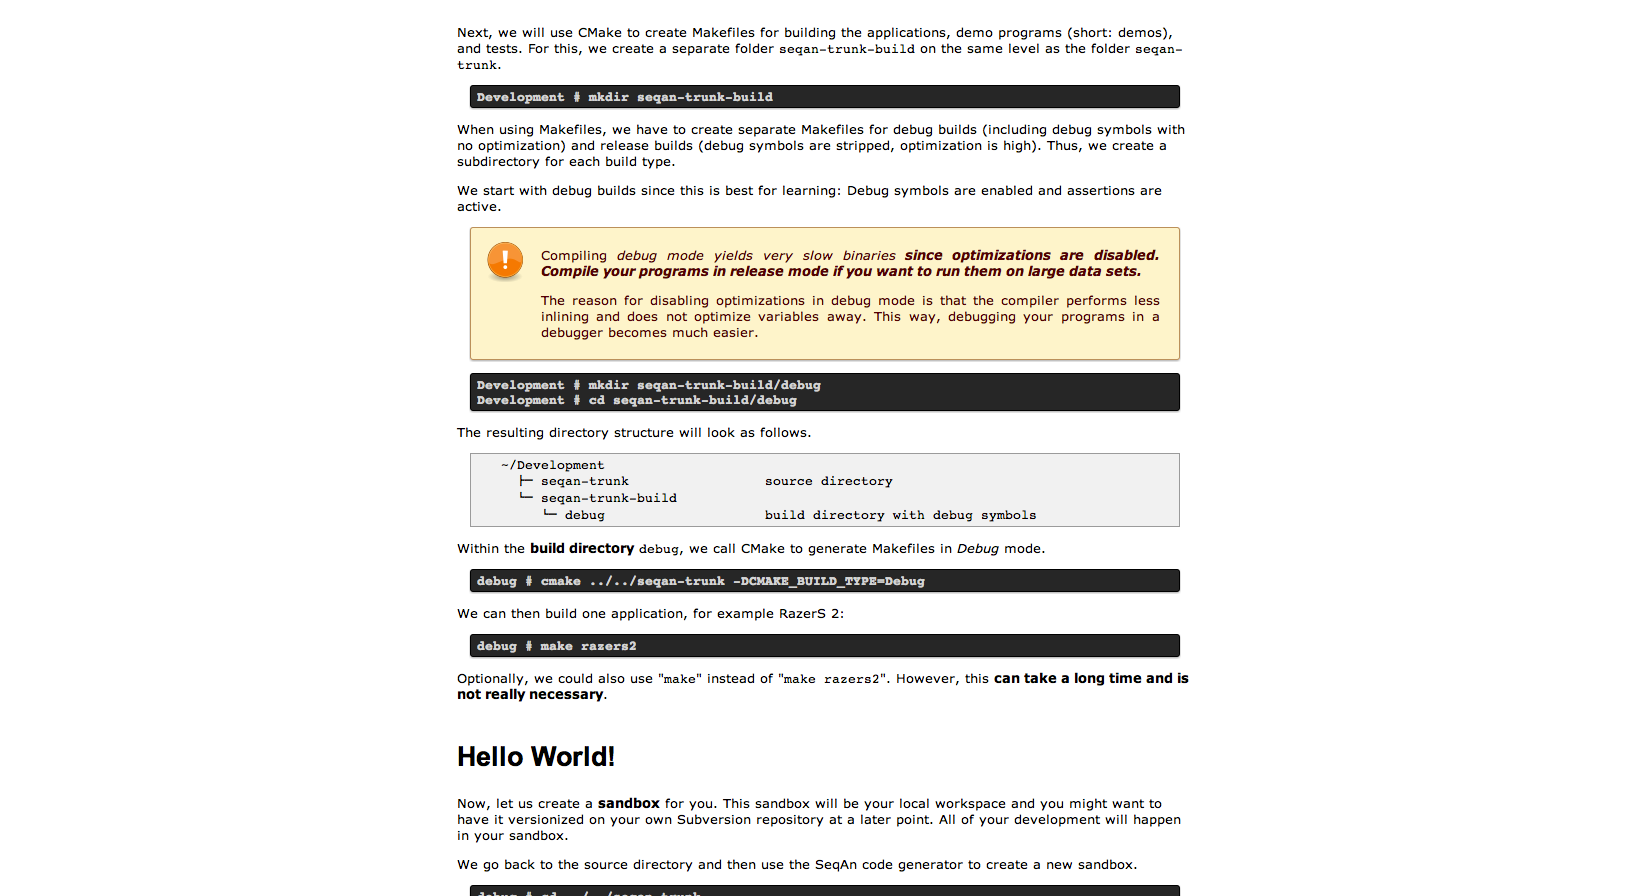 Next, we will use CMake to create Makefiles for building the applications, demo programs (short: demos),
and tests. For this, we create a separate folder seqan-trunk-build on the same level as the folder seqan-
trunk.
Development # mkdir seqan-trunk-build
When using Makefiles, we have to create separate Makefiles for debug builds (including debug symbols with
no optimization) and release builds (debug symbols are stripped, optimization is high). Thus, we create a
subdirectory for each build type.
We start with debug builds since this is best for learning: Debug symbols are enabled and assertions are
active.
Compiling debug mode yields very slow binaries since optimizations are disabled.
Compile your programs in release mode if you want to run them on large data sets.
The reason for disabling optimizations in debug mode is that the compiler performs less
inlining and does not optimize variables away. This way, debugging your programs in a
debugger becomes much easier.
Development # mkdir seqan-trunk-build/debug
Development # cd seqan-trunk-build/debug
The resulting directory structure will look as follows.
~/Development
├─ seqan-trunk source directory
└─ seqan-trunk-build
└─ debug build directory with debug symbols
Within the build directory debug, we call CMake to generate Makefiles in Debug mode.
debug # cmake ../../seqan-trunk -DCMAKE_BUILD_TYPE=Debug
We can then build one application, for example RazerS 2:
debug # make razers2
Optionally, we could also use "make" instead of "make razers2". However, this can take a long time and is
not really necessary.
Hello World!
Now, let us create a sandbox for you. This sandbox will be your local workspace and you might want to
have it versionized on your own Subversion repository at a later point. All of your development will happen
in your sandbox.
We go back to the source directory and then use the SeqAn code generator to create a new sandbox.